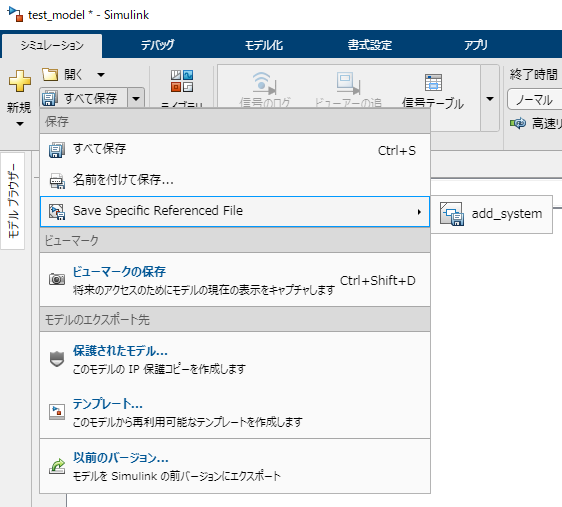 test_model * - Simulink
シミュレーション
デバッグ
モデル化
書式設定
アプリ
新規
開く
すべて保存
ライブラリ
信号のログ
ビューアーの追
信号テーブル
終了時間
ノーマル
高速リ
モデル ブラウザー
保存
すべて保存 Ctrl+S
名前を付けて保存...
Save Specific Referenced File
add_system
ビューマーク
ビューマークの保存
将来のアクセスのためにモデルの現在の表示をキャプチャします Ctrl+Shift+D
モデルのエクスポート先
保護されたモデル...
このモデルの IP 保護コピーを作成します
テンプレート...
このモデルから再利用可能なテンプレートを作成します
以前のバージョン...
モデルを Simulink の前バージョンにエクスポート